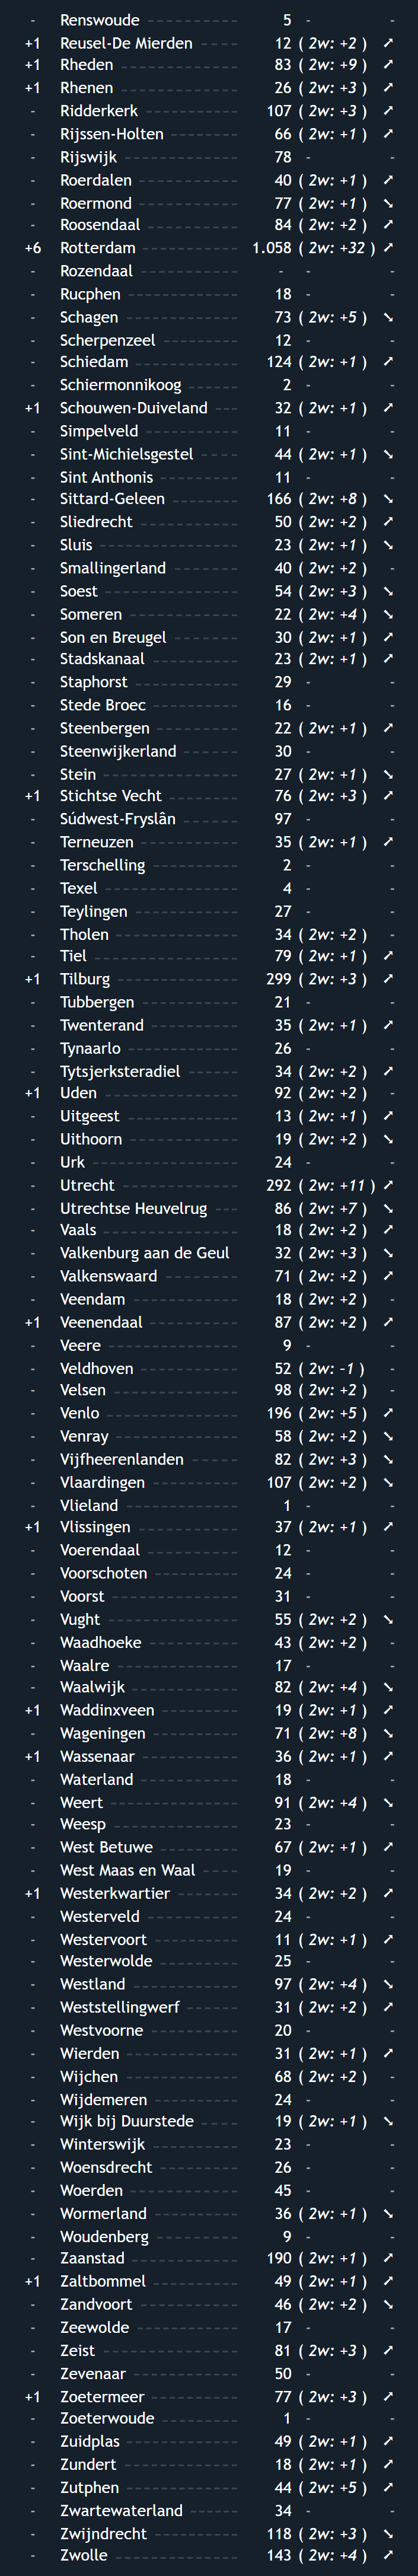 - Renswoude 5 - -
+1 Reusel-De Mierden 12 ( 2w: +2 ) ➚
+1 Rheden 83 ( 2w: +9 ) ➚
+1 Rhenen 26 ( 2w: +3 ) ➚
- Ridderkerk 107 ( 2w: +3 ) ➚
- Rijssen-Holten 66 ( 2w: +1 ) ➚
- Rijswijk 78 - -
- Roerdalen 40 ( 2w: +1 ) ➚
- Roermond 77 ( 2w: +1 ) ➘
- Roosendaal 84 ( 2w: +2 ) ➚
+6 Rotterdam 1.058 ( 2w: +32 ) ➚
- Rozendaal - - -
- Rucphen 18 - -
- Schagen 73 ( 2w: +5 ) ➘
- Scherpenzeel 12 - -
- Schiedam 124 ( 2w: +1 ) ➚
- Schiermonnikoog 2 - -
+1 Schouwen-Duiveland 32 ( 2w: +1 ) ➚
- Simpelveld 11 - -
- Sint-Michielsgestel 44 ( 2w: +1 ) ➘
- Sint Anthonis 11 - -
- Sittard-Geleen 166 ( 2w: +8 ) ➘
- Sliedrecht 50 ( 2w: +2 ) ➚
- Sluis 23 ( 2w: +1 ) ➘
- Smallingerland 40 ( 2w: +2 ) -
- Soest 54 ( 2w: +3 ) ➘
- Someren 22 ( 2w: +4 ) ➘
- Son en Breugel 30 ( 2w: +1 ) ➚
- Stadskanaal 23 ( 2w: +1 ) ➚
- Staphorst 29 - -
- Stede Broec 16 - -
- Steenbergen 22 ( 2w: +1 ) ➚
- Steenwijkerland 30 - -
- Stein 27 ( 2w: +1 ) ➘
+1 Stichtse Vecht 76 ( 2w: +3 ) ➚
- Súdwest-Fryslân 97 - -
- Terneuzen 35 ( 2w: +1 ) ➚
- Terschelling 2 - -
- Texel 4 - -
- Teylingen 27 - -
- Tholen 34 ( 2w: +2 ) -
- Tiel 79 ( 2w: +1 ) ➚
+1 Tilburg 299 ( 2w: +3 ) ➚
- Tubbergen 21 - -
- Twenterand 35 ( 2w: +1 ) ➚
- Tynaarlo 26 - -
- Tytsjerksteradiel 34 ( 2w: +2 ) ➚
+1 Uden 92 ( 2w: +2 ) -
- Uitgeest 13 ( 2w: +1 ) ➚
- Uithoorn 19 ( 2w: +2 ) ➘
- Urk 24 - -
- Utrecht 292 ( 2w: +11 ) ➚
- Utrechtse Heuvelrug 86 ( 2w: +7 ) ➘
- Vaals 18 ( 2w: +2 ) ➚
- Valkenburg aan de Geul 32 ( 2w: +3 ) ➘
- Valkenswaard 71 ( 2w: +2 ) ➚
- Veendam 18 ( 2w: +2 ) -
+1 Veenendaal 87 ( 2w: +2 ) ➚
- Veere 9 - -
- Veldhoven 52 ( 2w: -1 ) -
- Velsen 98 ( 2w: +2 ) -
- Venlo 196 ( 2w: +5 ) ➚
- Venray 58 ( 2w: +2 ) ➘
- Vijfheerenlanden 82 ( 2w: +3 ) ➘
- Vlaardingen 107 ( 2w: +2 ) ➘
- Vlieland 1 - -
+1 Vlissingen 37 ( 2w: +1 ) ➚
- Voerendaal 12 - -
- Voorschoten 24 - -
- Voorst 31 - -
- Vught 55 ( 2w: +2 ) ➘
- Waadhoeke 43 ( 2w: +2 ) -
- Waalre 17 - -
- Waalwijk 82 ( 2w: +4 ) ➘
+1 Waddinxveen 19 ( 2w: +1 ) ➚
- Wageningen 71 ( 2w: +8 ) ➘
+1 Wassenaar 36 ( 2w: +1 ) ➚
- Waterland 18 - -
- Weert 91 ( 2w: +4 ) ➘
- Weesp 23 - -
- West Betuwe 67 ( 2w: +1 ) ➚
- West Maas en Waal 19 - -
+1 Westerkwartier 34 ( 2w: +2 ) ➚
- Westerveld 24 - -
- Westervoort 11 ( 2w: +1 ) ➚
- Westerwolde 25 - -
- Westland 97 ( 2w: +4 ) ➘
- Weststellingwerf 31 ( 2w: +2 ) ➚
- Westvoorne 20 - -
- Wierden 31 ( 2w: +1 ) ➚
- Wijchen 68 ( 2w: +2 ) -
- Wijdemeren 24 - -
- Wijk bij Duurstede 19 ( 2w: +1 ) ➘
- Winterswijk 23 - -
- Woensdrecht 26 - -
- Woerden 45 - -
- Wormerland 36 ( 2w: +1 ) ➘
- Woudenberg 9 - -
- Zaanstad 190 ( 2w: +1 ) ➚
+1 Zaltbommel 49 ( 2w: +1 ) ➚
- Zandvoort 46 ( 2w: +2 ) ➘
- Zeewolde 17 - -
- Zeist 81 ( 2w: +3 ) ➚
- Zevenaar 50 - -
+1 Zoetermeer 77 ( 2w: +3 ) ➚
- Zoeterwoude 1 - -
- Zuidplas 49 ( 2w: +1 ) ➚
- Zundert 18 ( 2w: +1 ) ➚
- Zutphen 44 ( 2w: +5 ) ➚
- Zwartewaterland 34 - -
- Zwijndrecht 118 ( 2w: +3 ) ➘
- Zwolle 143 ( 2w: +4 ) ➚